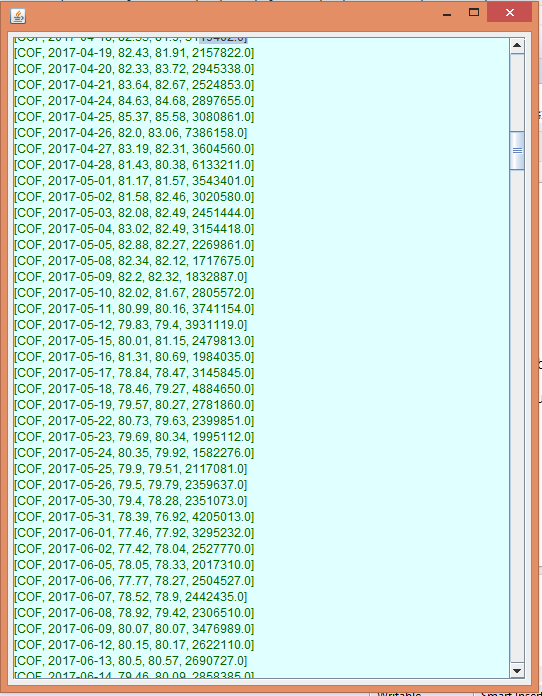 [COF, 2017-04-19, 82.43, 81.91, 2157822.0]
[COF, 2017-04-20, 82.33, 83.72, 2945338.0]
[COF, 2017-04-21, 83.64, 82.67, 2524853.0]
[COF, 2017-04-24, 84.63, 84.68, 2897655.0]
[COF, 2017-04-25, 85.37, 85.58, 3080861.0]
[COF, 2017-04-26, 82.0, 83.06, 7386158.0]
[COF, 2017-04-27, 83.19, 82.31, 3604560.0]
[COF, 2017-04-28, 81.43, 80.38, 6133211.0]
[COF, 2017-05-01, 81.17, 81.57, 3543401.0]
[COF, 2017-05-02, 81.58, 82.46, 3020580.0]
[COF, 2017-05-03, 82.08, 82.49, 2451444.0]
[COF, 2017-05-04, 83.02, 82.49, 3154418.0]
[COF, 2017-05-05, 82.88, 82.27, 2269861.0]
[COF, 2017-05-08, 82.34, 82.12, 1717675.0]
[COF, 2017-05-09, 82.2, 82.32, 1832887.0]
[COF, 2017-05-10, 82.02, 81.67, 2805572.0]
[COF, 2017-05-11, 80.99, 80.16, 3741154.0]
[COF, 2017-05-12, 79.83, 79.4, 3931119.0]
[COF, 2017-05-15, 80.01, 81.15, 2479813.0]
[COF, 2017-05-16, 81.31, 80.69, 1984035.0]
[COF, 2017-05-17, 78.84, 78.47, 3145845.0]
[COF, 2017-05-18, 78.46, 79.27, 4884650.0]
[COF, 2017-05-19, 79.57, 80.27, 2781860.0]
[COF, 2017-05-22, 80.73, 79.63, 2399851.0]
[COF, 2017-05-23, 79.69, 80.34, 1995112.0]
[COF, 2017-05-24, 80.35, 79.92, 1582276.0]
[COF, 2017-05-25, 79.9, 79.51, 2117081.0]
[COF, 2017-05-26, 79.5, 79.79, 2359637.0]
[COF, 2017-05-30, 79.4, 78.28, 2351073.0]
[COF, 2017-05-31, 78.39, 76.92, 4205013.0]
[COF, 2017-06-01, 77.46, 77.92, 3295232.0]
[COF, 2017-06-02, 77.42, 78.04, 2527770.0]
[COF, 2017-06-05, 78.05, 78.33, 2017310.0]
[COF, 2017-06-06, 77.77, 78.27, 2504527.0]
[COF, 2017-06-07, 78.52, 78.9, 2442435.0]
[COF, 2017-06-08, 78.92, 79.42, 2306510.0]
[COF, 2017-06-09, 80.07, 80.07, 3476989.0]
[COF, 2017-06-12, 80.15, 80.17, 2622110.0]
[COF, 2017-06-13, 80.5, 80.57, 2690727.0]
[COF, 2017-06-14, 79.46, 80.09, 2858385.0]
Writable